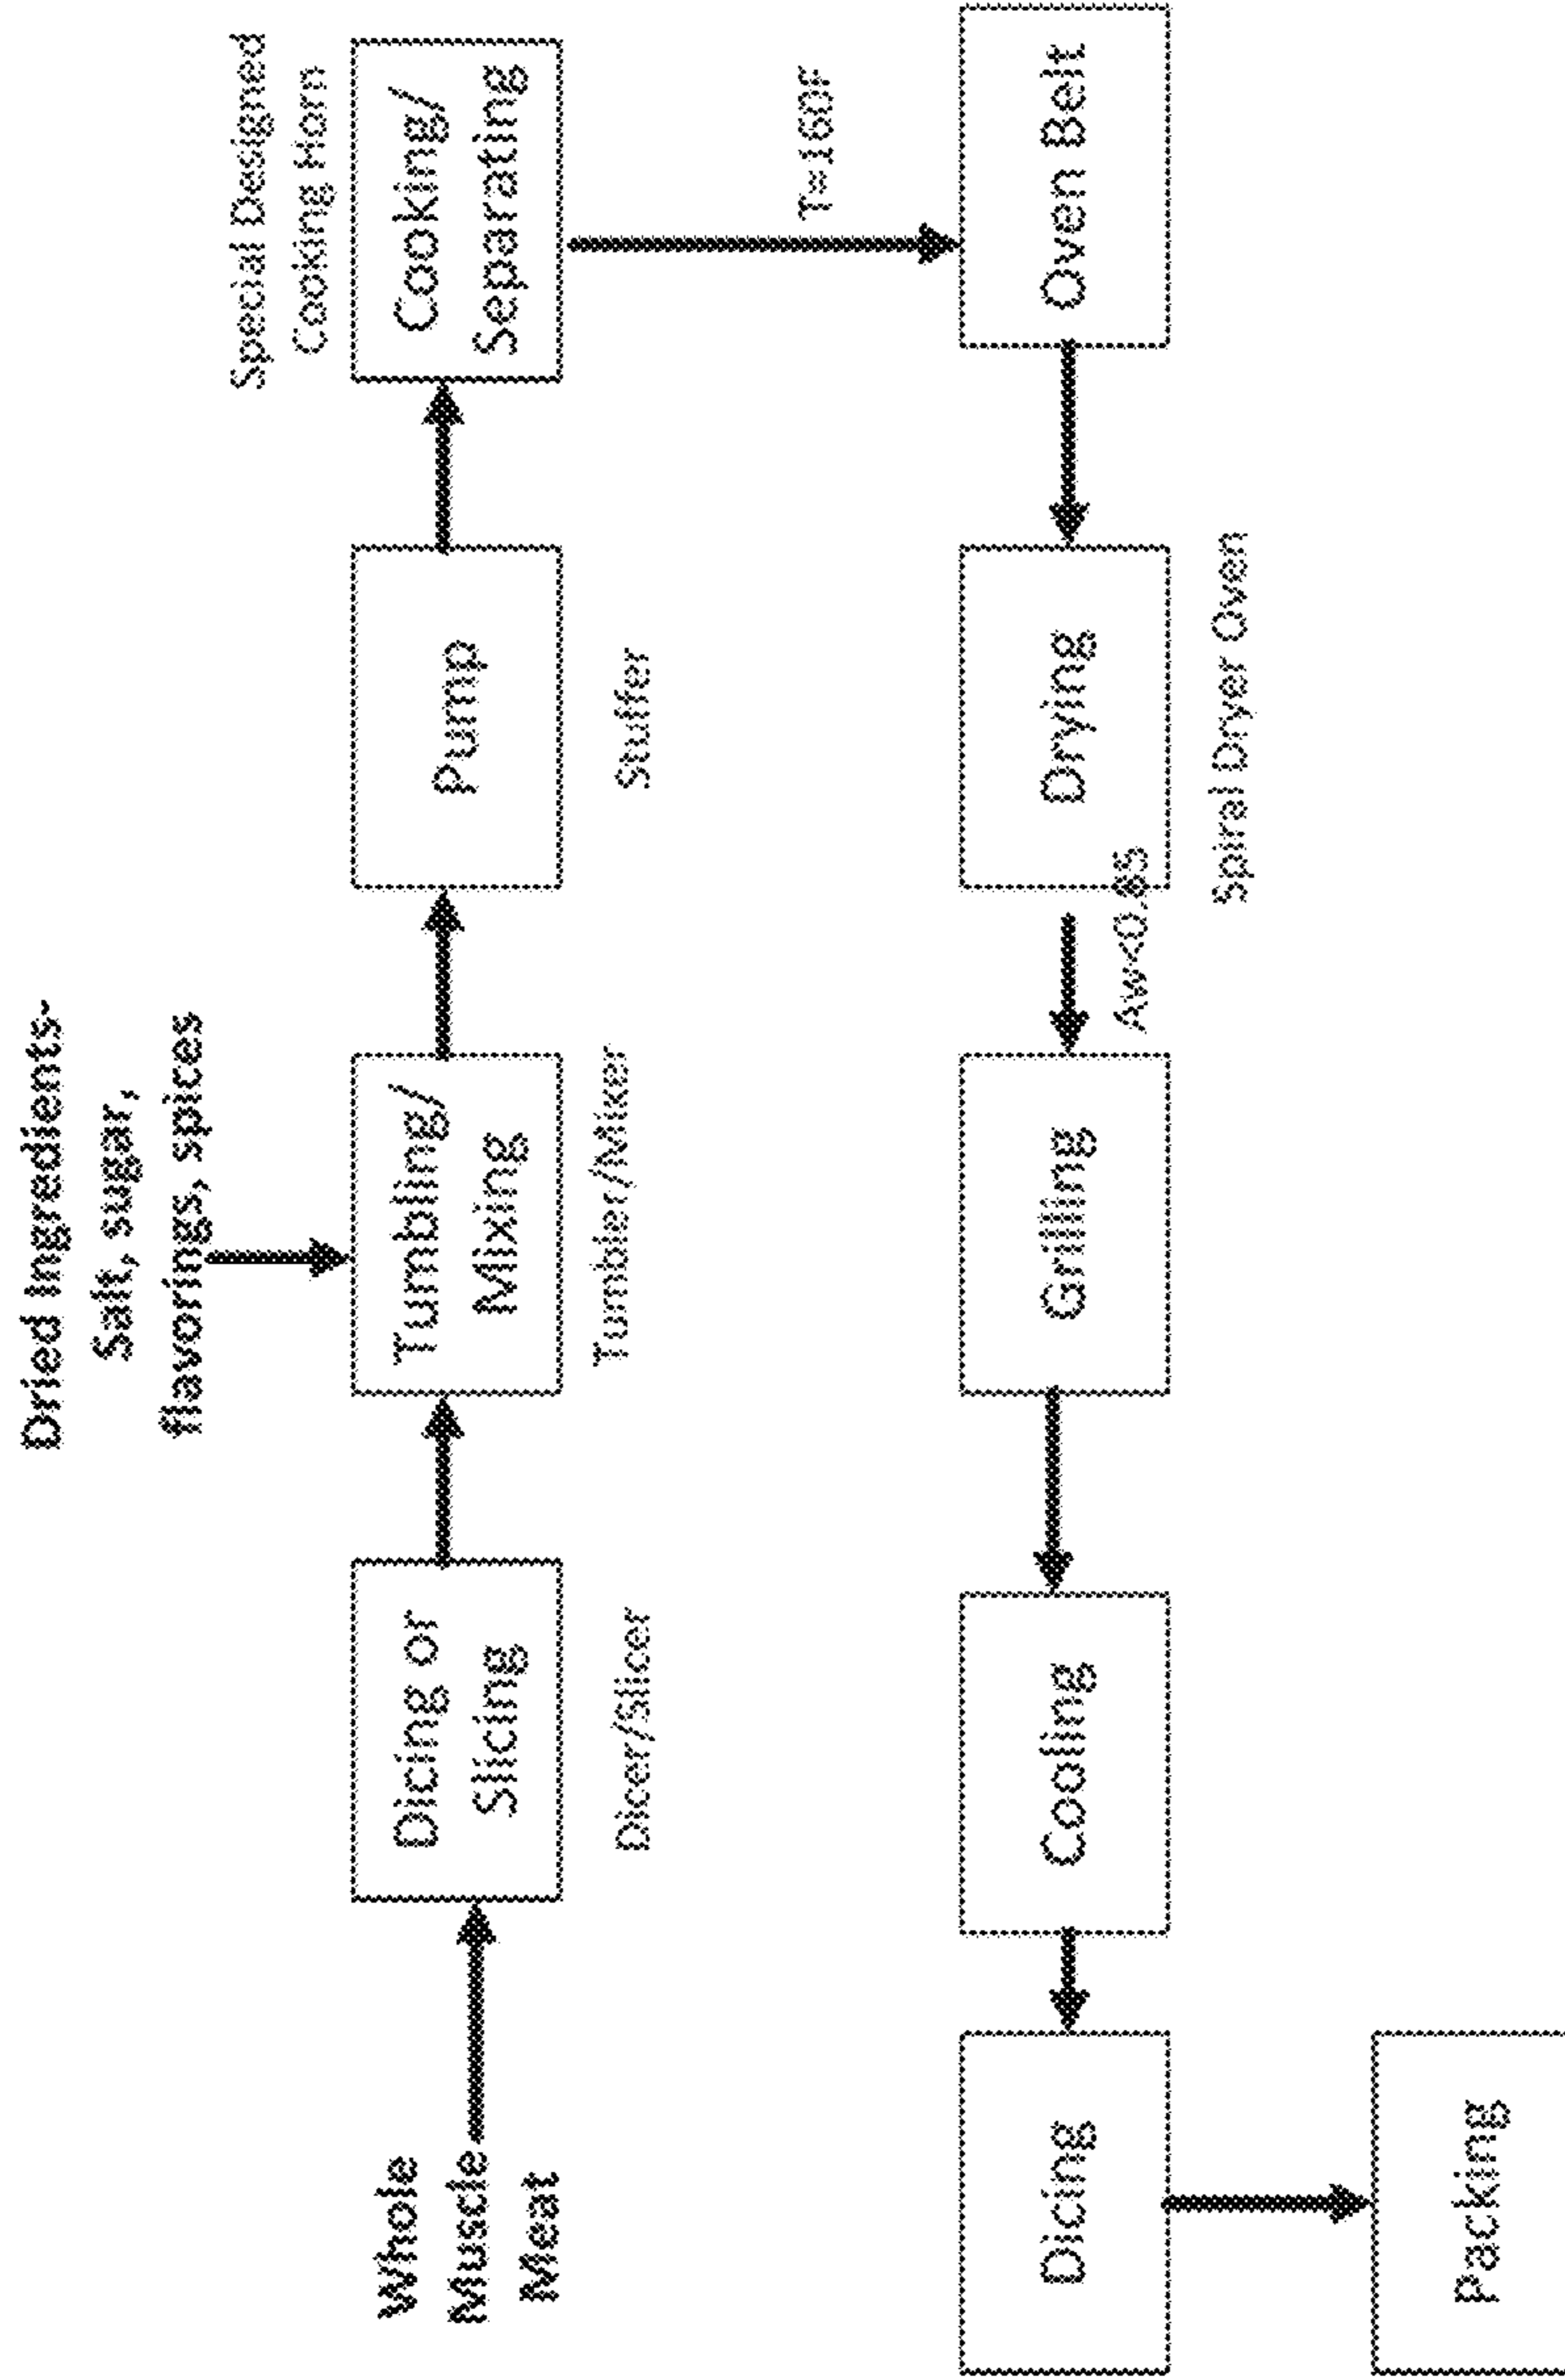 Dried Ingredients-
Salt, sugar,
flavorings, spices
Special Designed
Cooking Horn
Whole
Muscle
Meat
Dicing or
Slicing
Tumbling/
Mixing
Pump
Cooking/
Separating
Dicer/Slicer
Tumbler/Mixer
Stuffer
T=160F
Dicing
Cooling
Grilling
Drying
Oven Belt
Aw<0.85
Spiral Dryer Oven
Packing